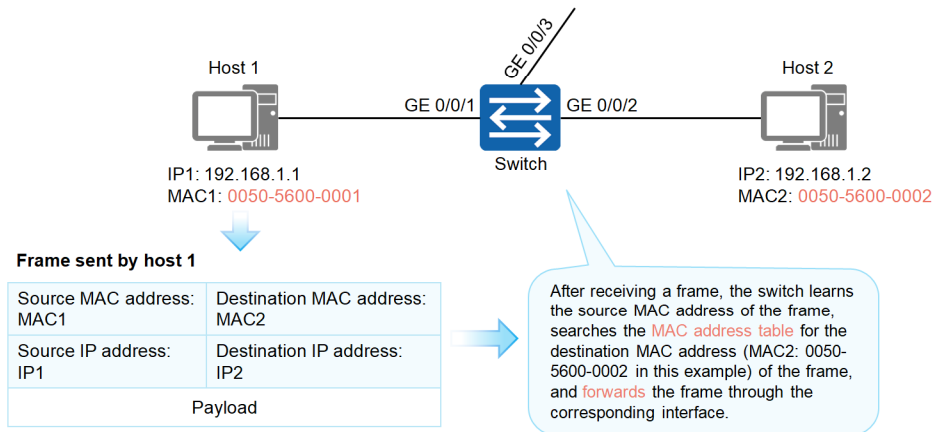 GE 0/0/3
Host 1
Host 2
GE 0/0/1
GE 0/0/2
Switch
IP1: 192.168.1.1
MAC1: 0050-5600-0001
IP2: 192.168.1.2
MAC2: 0050-5600-0002
Frame sent by host 1
Source MAC address:
MAC1
Destination MAC address:
MAC2
Source IP address:
IP1
Destination IP address:
IP2
Payload
After receiving a frame, the switch learns
the source MAC address of the frame,
searches the MAC address table for the
destination MAC address (MAC2: 0050-
5600-0002 in this example) of the frame,
and forwards the frame through the
corresponding interface.